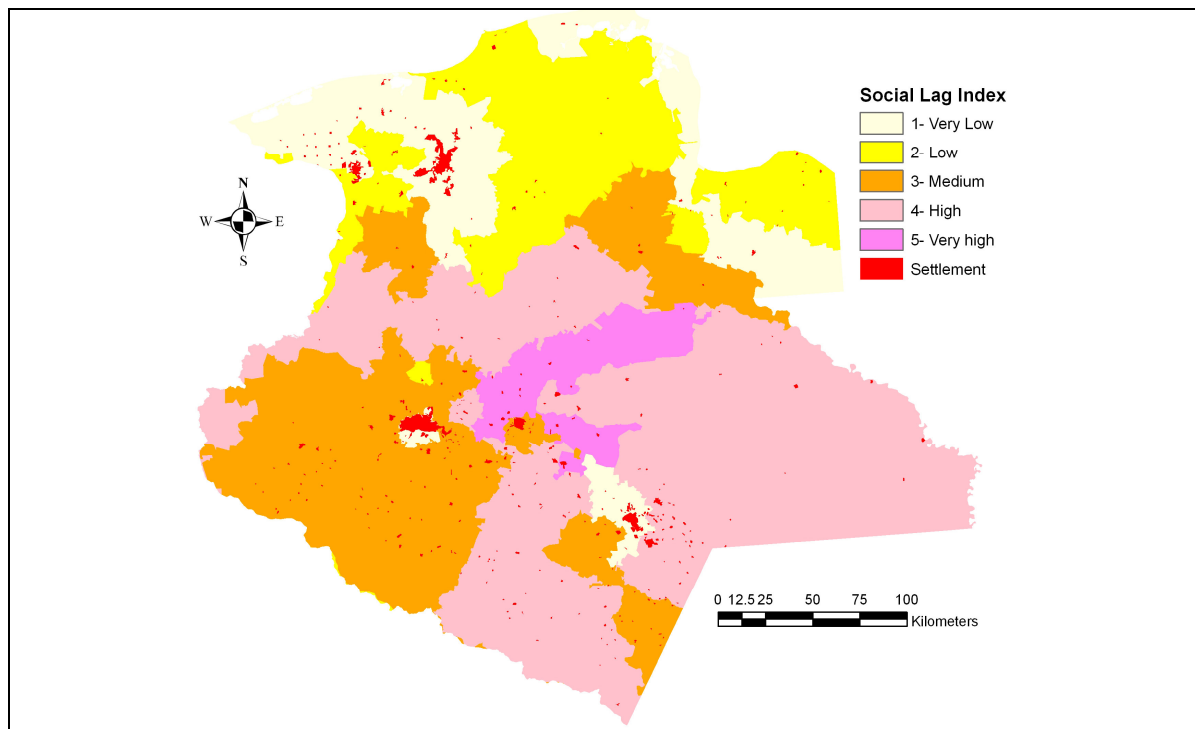 Social Lag Index
1- Very Low
2- Low
3- Medium
4- High
5- Very high
Settlement
N
W E
S
0 12.5 25 50 75 100
Kilometers